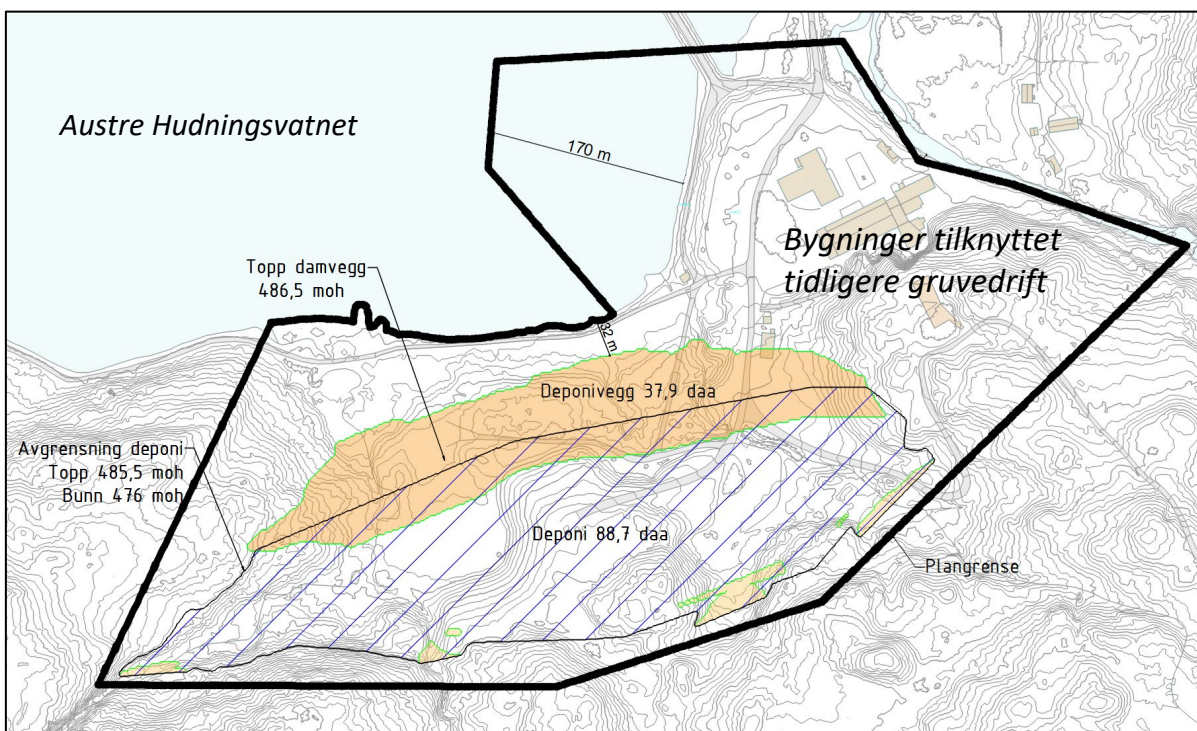 Austre Hudningsvatnet
170 m
Bygninger tilknyttet
tidligere gruvedrift
Topp damvegg
486,5 moh
32 m
Deponivegg 37,9 daa
Avgrensning deponi
Topp 485,5 moh
Bunn 476 moh
Deponi 88,7 daa
Plangrense